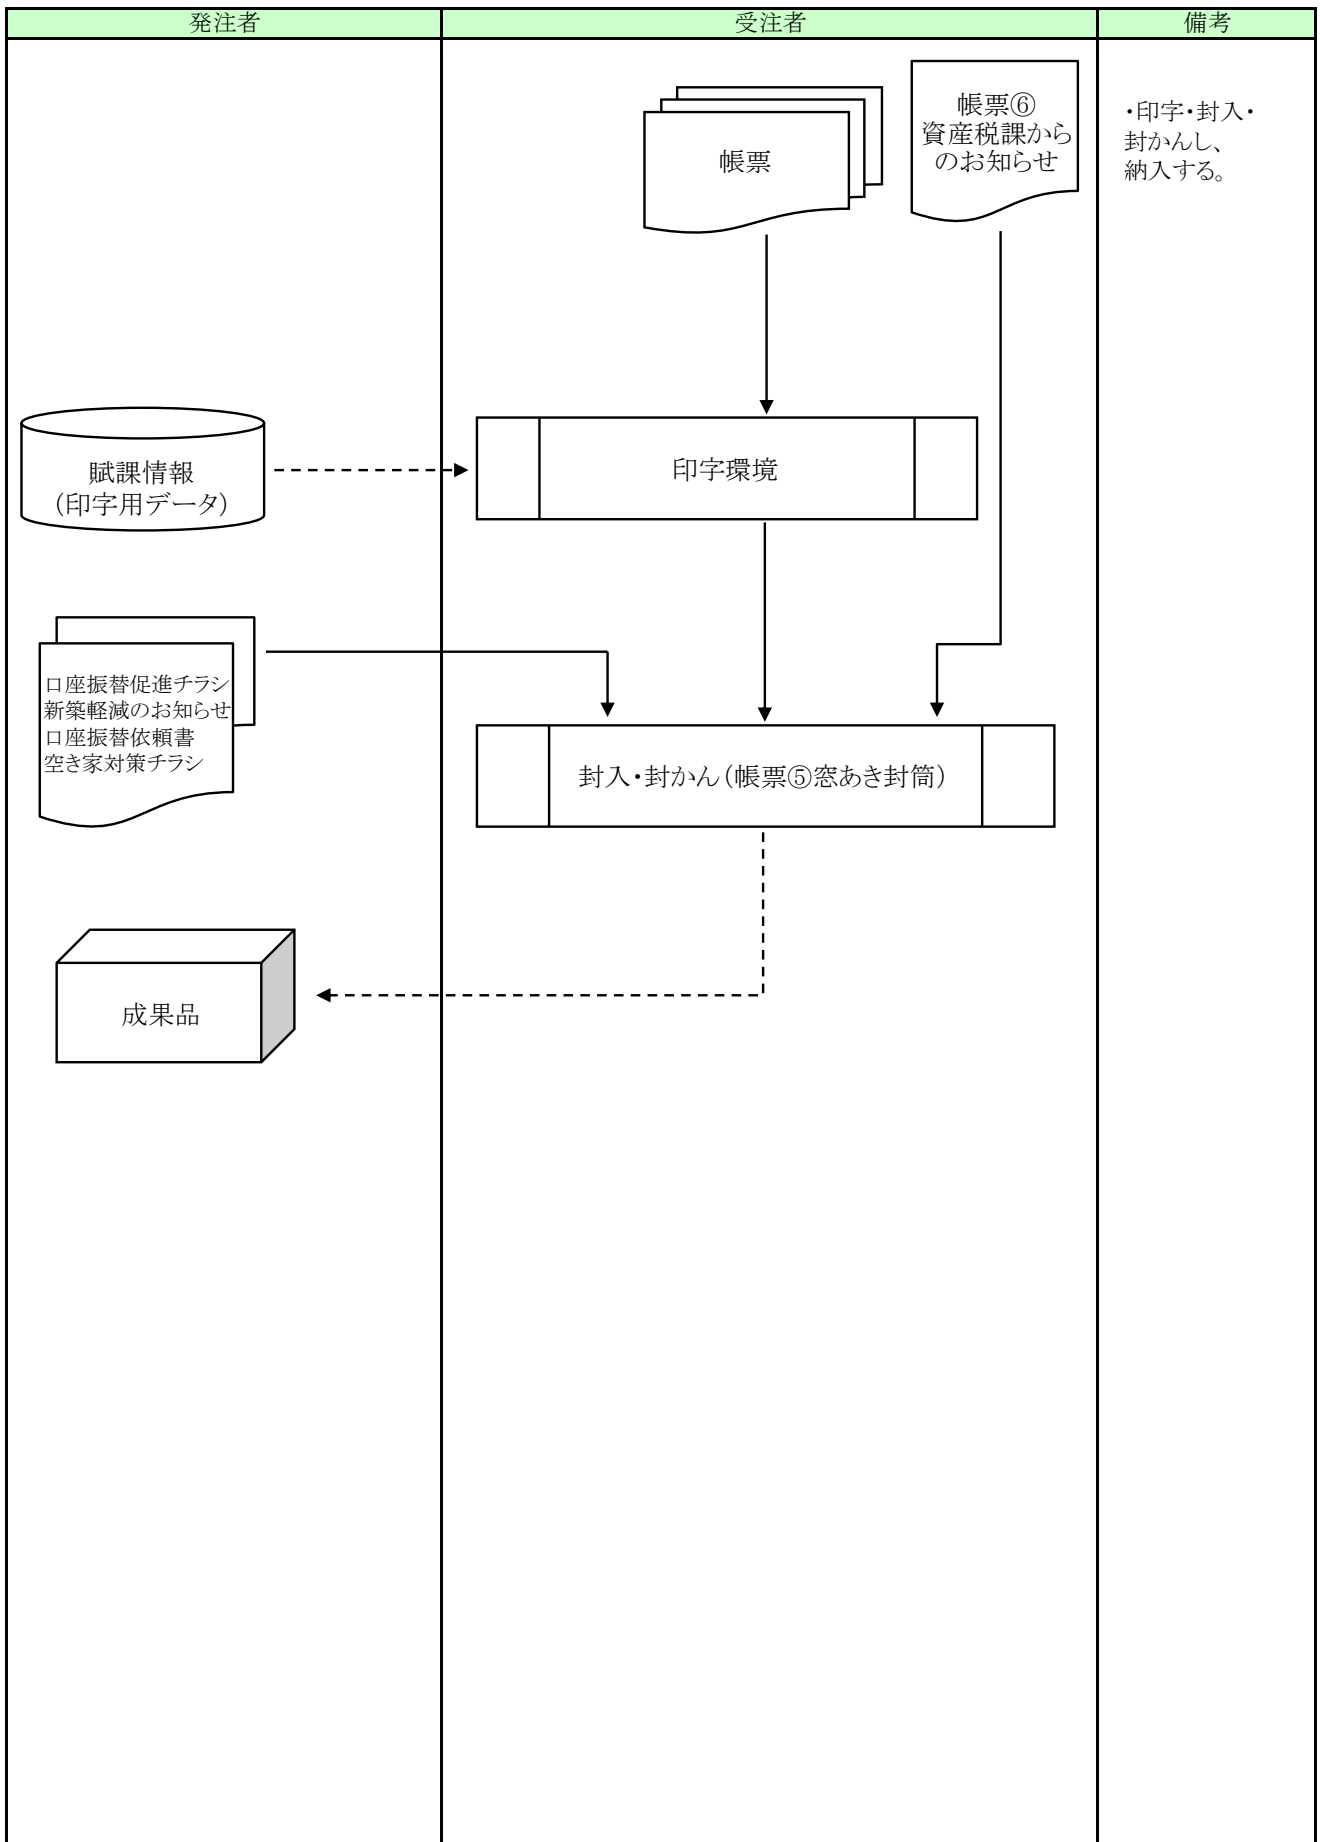 発注者
受注者
備考
帳票
帳票⑥
資産税課から
のお知らせ
・印字・封入・
封かんし、
納入する。
賦課情報
（印字用データ）
印字環境
口座振替促進チラシ
新築軽減のお知らせ
口座振替依頼書
空き家対策チラシ
封入・封かん（帳票⑤窓あき封筒）
成果品